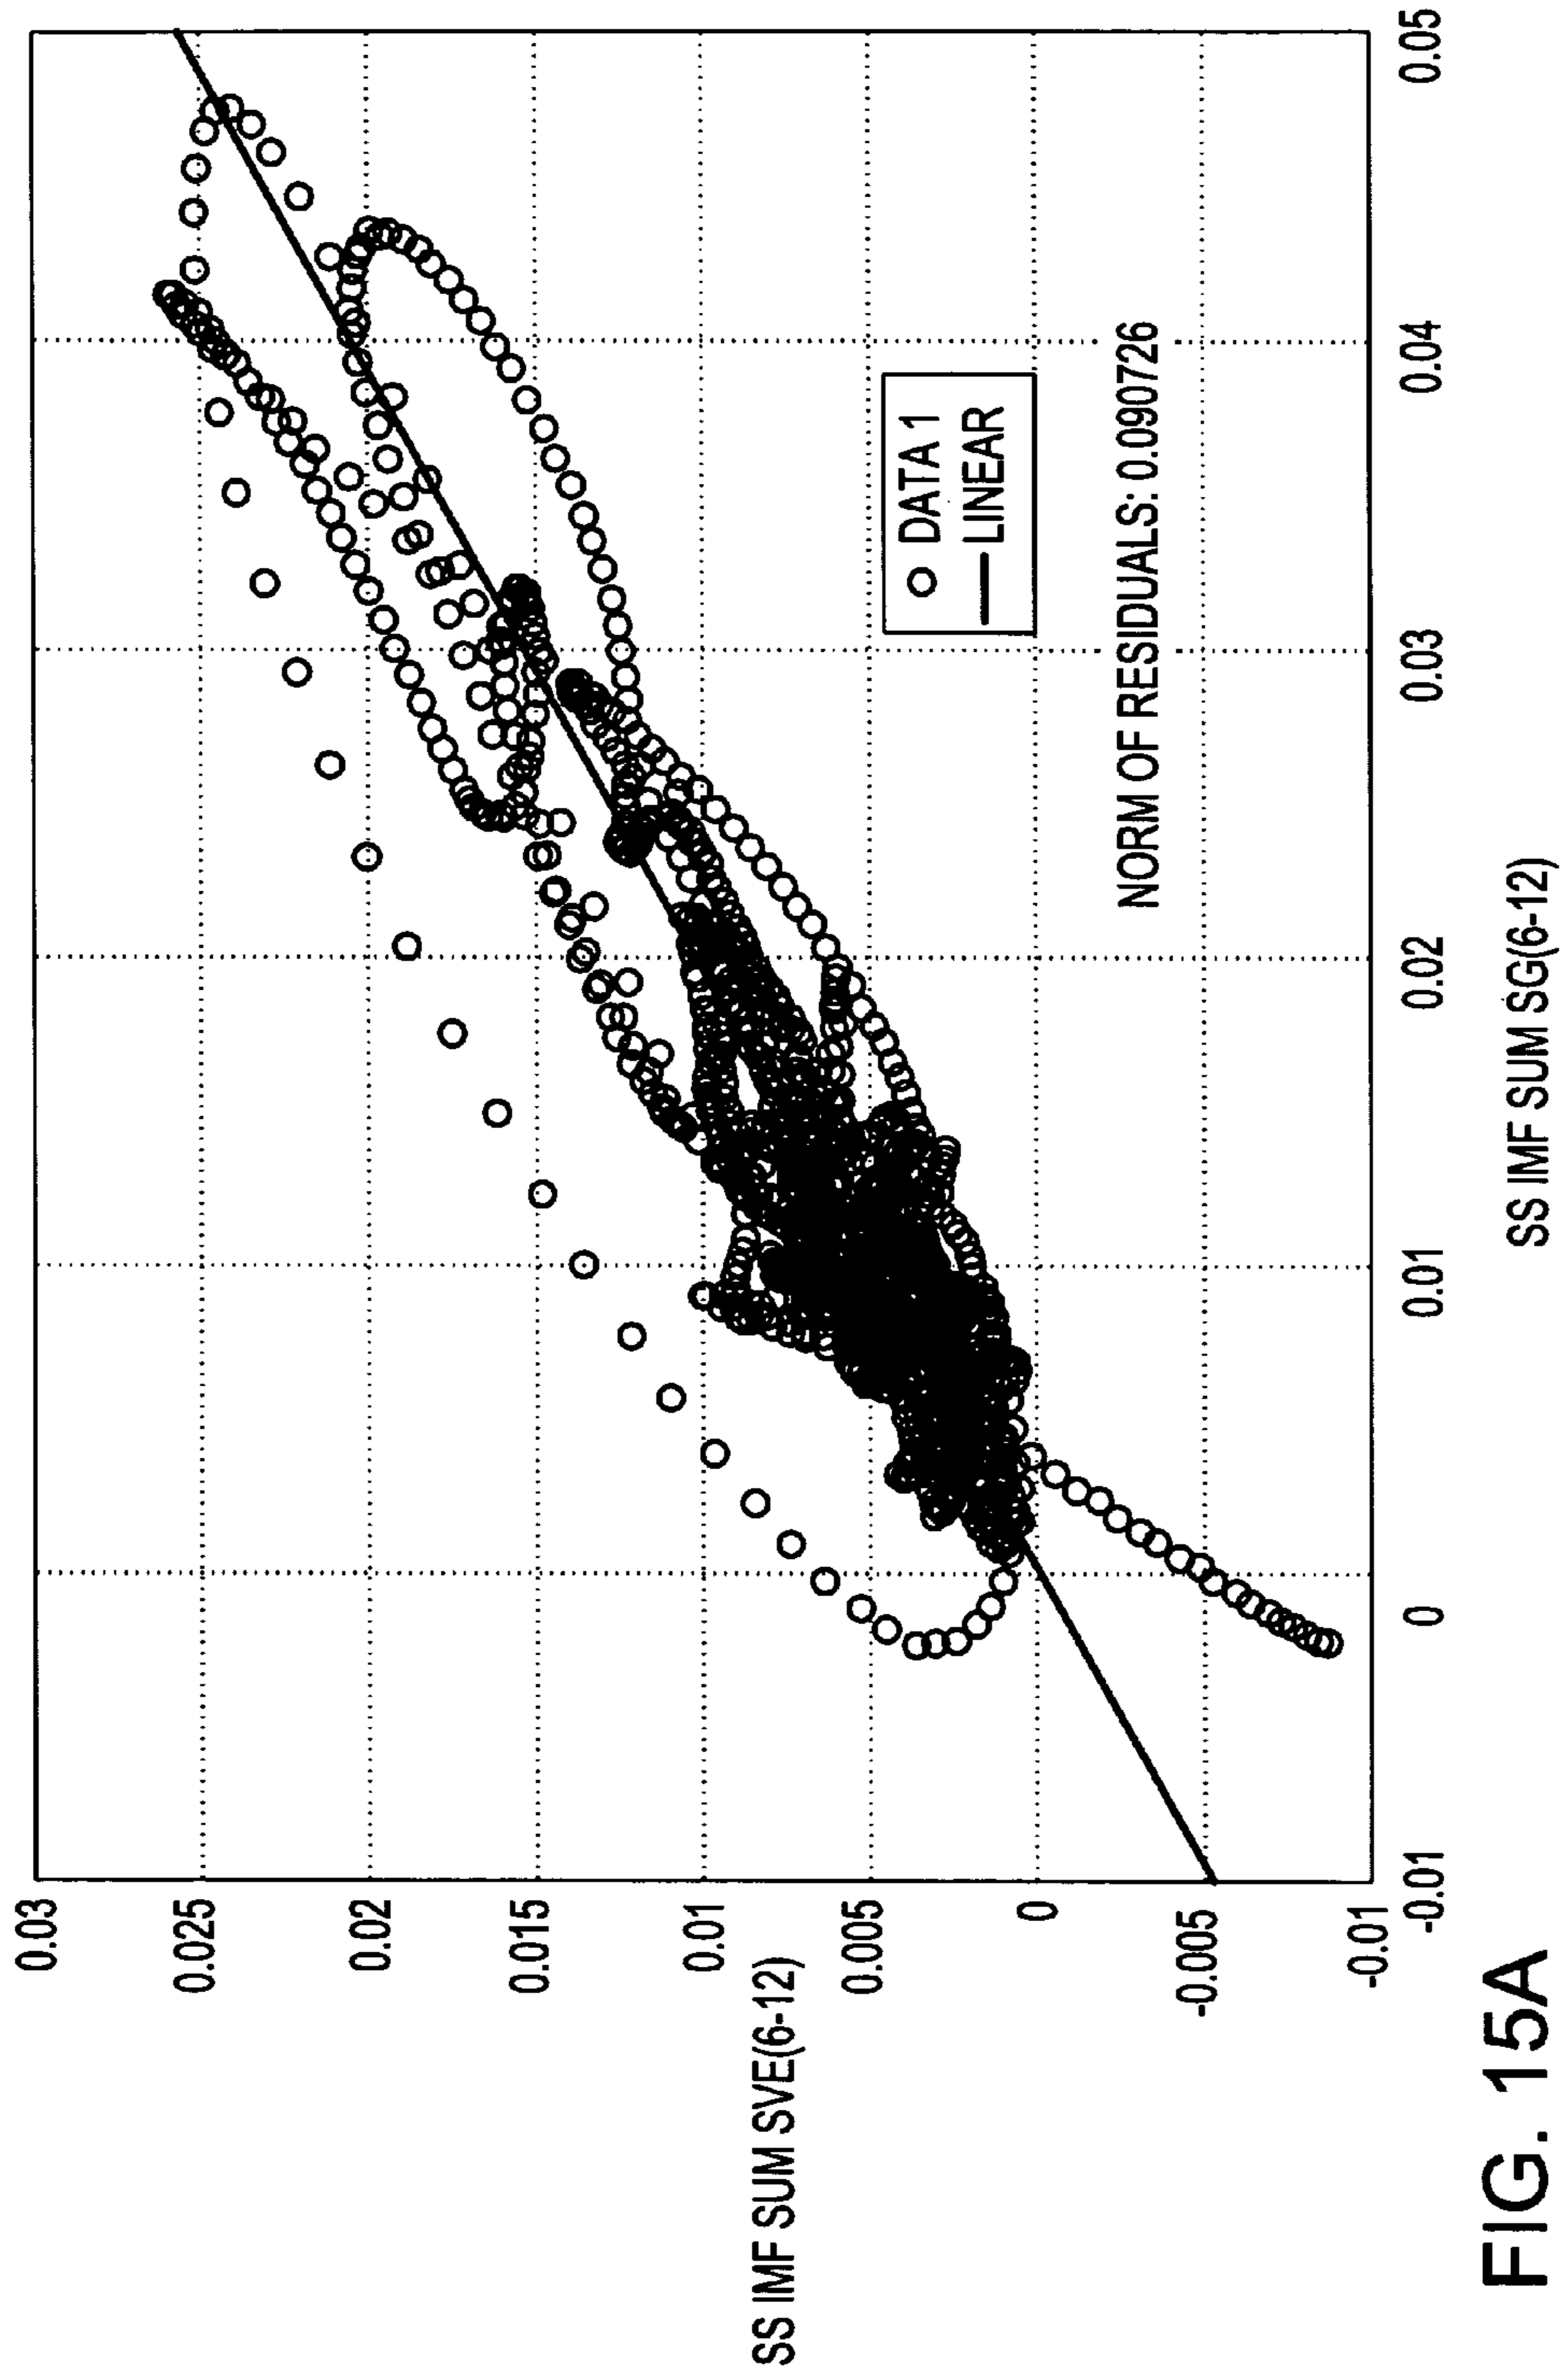 0.03
0.025
0.02
0.015
0.01
0.005
0
-0.005
-0.01
SS IMF SUM SVE(6-12)
DATA 1
LINEAR
NORM OF RESIDUALS: 0.090726
-0.01
0
0.01
0.02
0.03
0.04
0.05
SS IMF SUM SG(6-12)
FIG. 15A